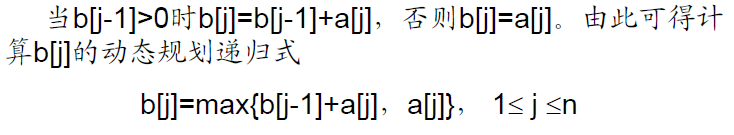 当b[j-1]>0时b[j]=b[j-1]+a[j]，否则b[j]=a[j]。由此可得计
算b[j]的动态规划递归式
b[j]=max{b[j-1]+a[j]，a[j]}， 1≤ j ≤n